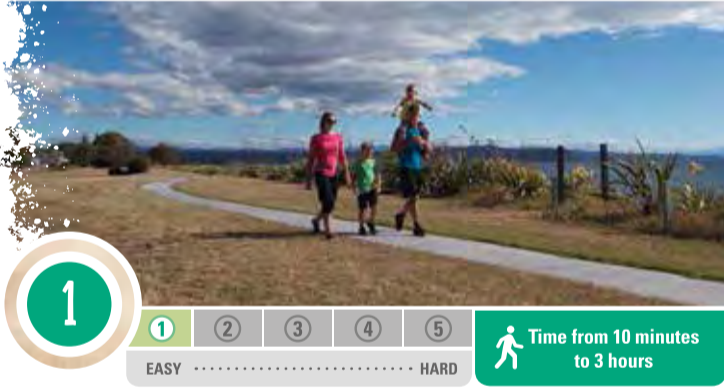 1
1 2 3 4 5
EASY ........................................ HARD
Time from 10 minutes
to 3 hours